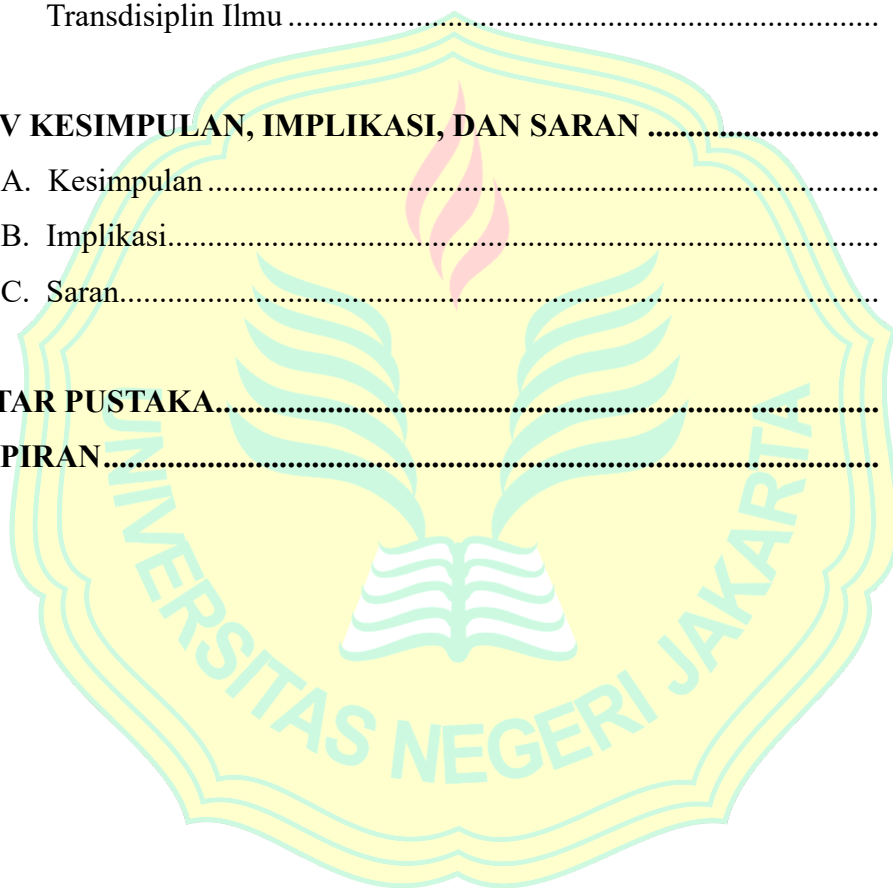 Transdisiplin Ilmu ..........................................................................................
V KESIMPULAN, IMPLIKASI, DAN SARAN .............................
A. Kesimpulan ...................................................................................................
B. Implikasi.........................................................................................................
C. Saran...............................................................................................................
TAR PUSTAKA....................................................................................
PIRAN..................................................................................................
UNIVERSITAS NEGERI JAKARTA